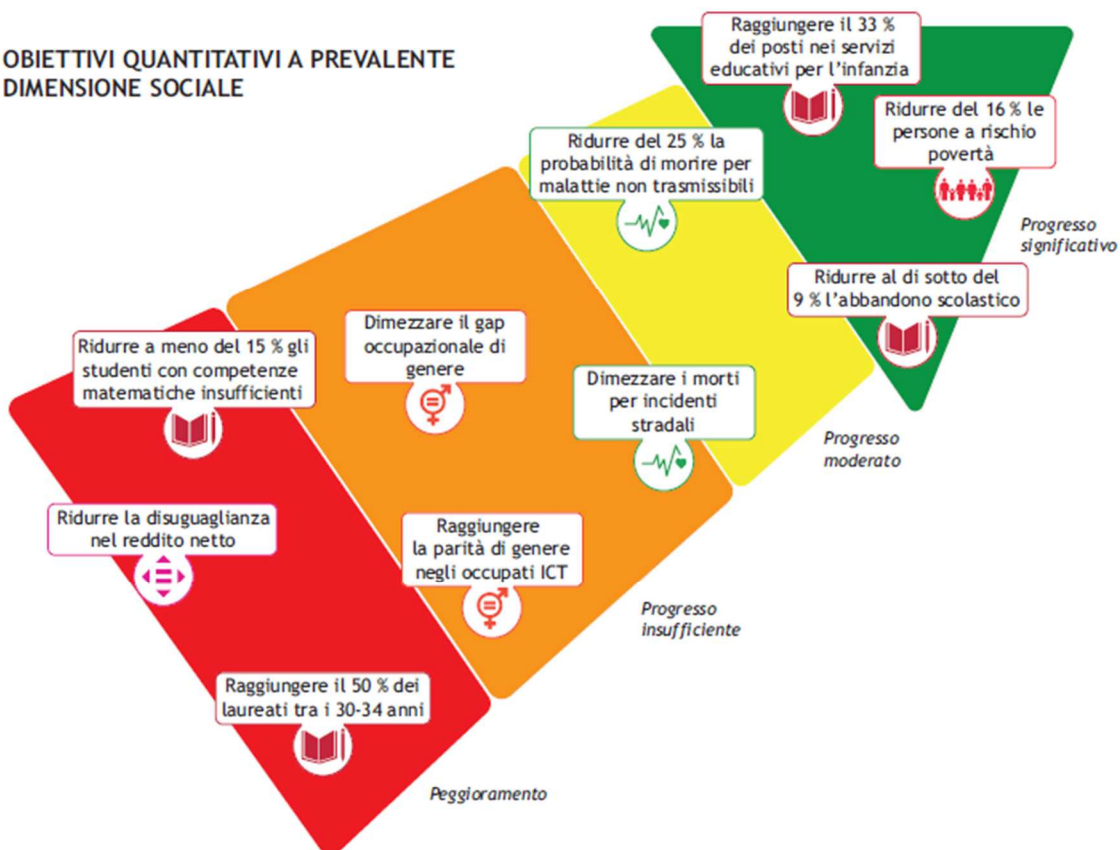 OBIETTIVI QUANTITATIVI A PREVALENTE
DIMENSIONE SOCIALE
Raggiungere il 33 %
dei posti nei servizi
educativi per l'infanzia
Ridurre del 16 % le
persone a rischio
povertà
Ridurre del 25 % la
probabilità di morire per
malattie non trasmissibili
Progresso
significativo
Ridurre al di sotto del
9 % l'abbandono scolastico
Ridurre a meno del 15 % gli
studenti con competenze
matematiche insufficienti
Dimezzare il gap
occupazionale di
genere
Dimezzare i morti
per incidenti
stradali
Progresso
moderato
Ridurre la disuguaglianza
nel reddito netto
Raggiungere
la parità di genere
negli occupati ICT
Progresso
insufficiente
Raggiungere il 50 % dei
laureati tra i 30-34 anni
Peggioramento